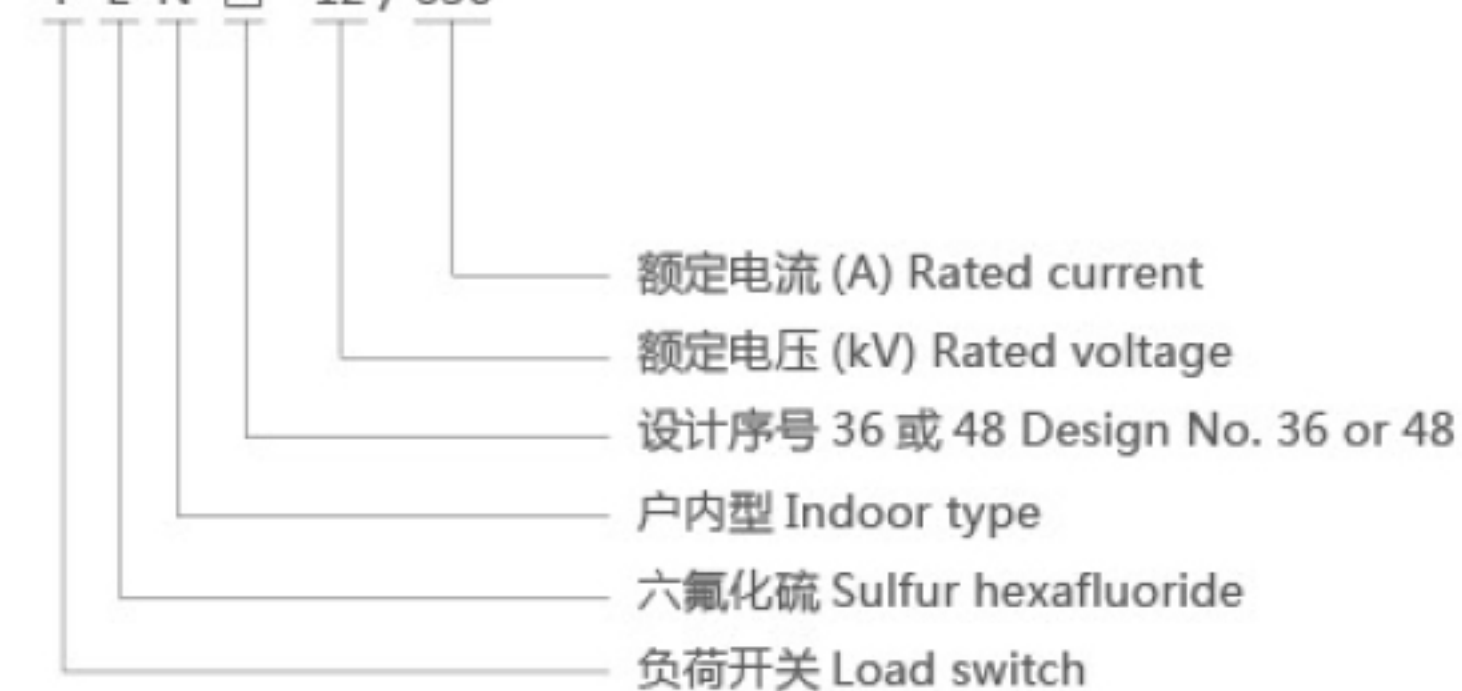 额定电流 (A) Rated current
额定电压 (kV) Rated voltage
设计序号 36 或 48 Design No. 36 or 48
户内型 Indoor type
六氟化硫 Sulfur hexafluoride
负荷开关 Load switch